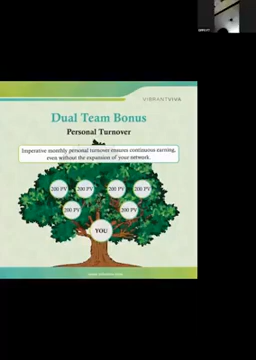 VIBRANTVIVA
Dual Team Bonus
Personal Turnover
Imperative monthly personal turnover ensures continuous earning,
even without the expansion of your network.
200 PV 200 PV 200 PV 200 PV
200 PV 200 PV
YOU